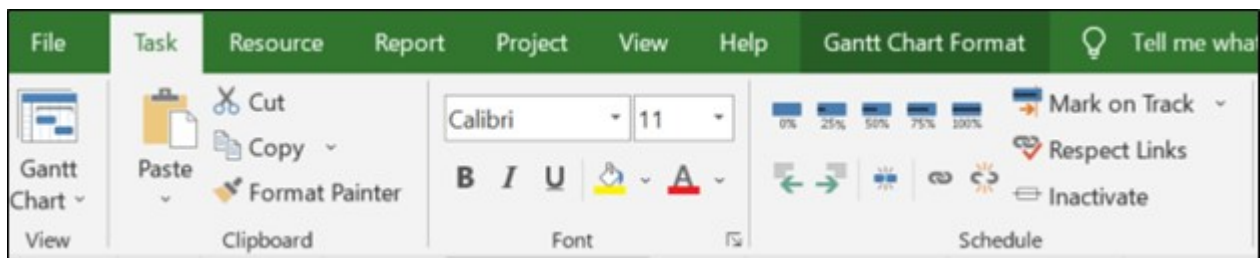 File Task Resource Report Project View Help Gantt Chart Format Tell me wha
Gantt
Chart
View
Paste
Cut
Copy
Format Painter
Clipboard
Calibri 11
B I U A
Font
0% 25% 50% 75% 100%
Mark on Track
Respect Links
Inactivate
Schedule